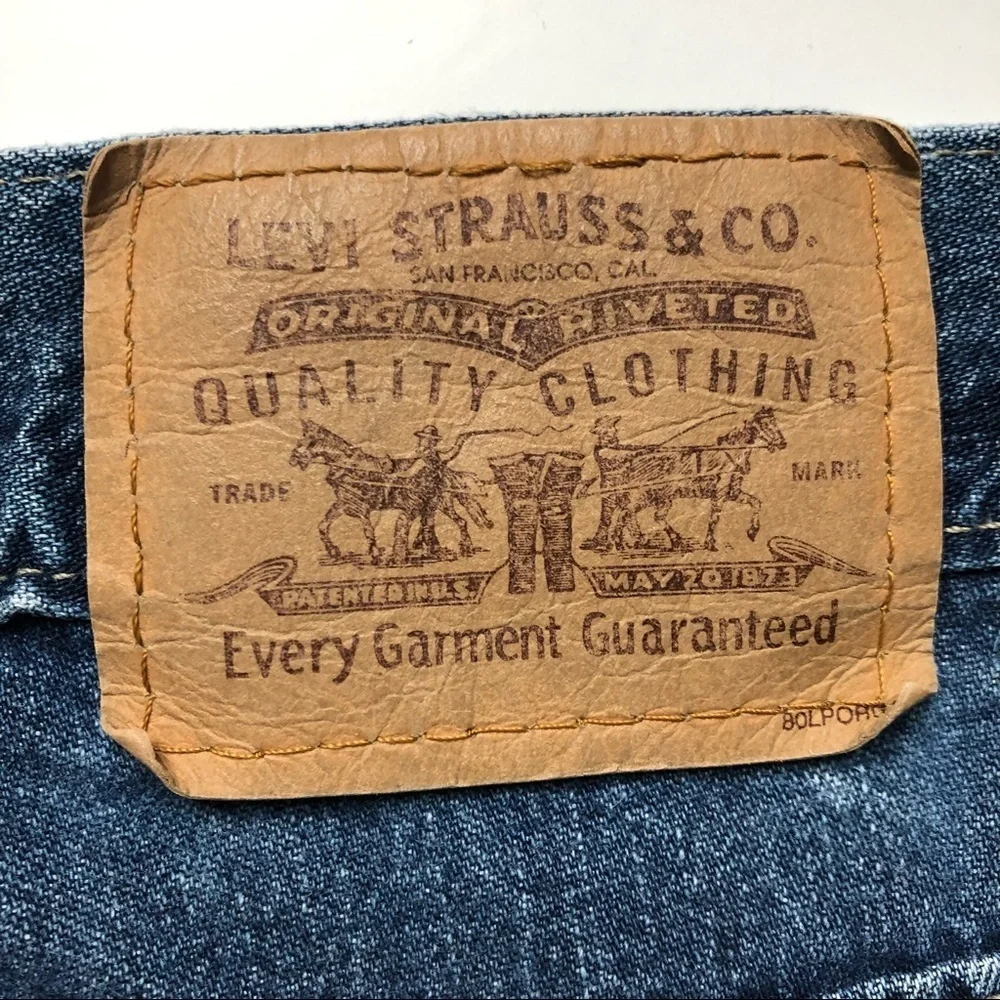 LEVI STRAUSS & CO.
SAN FRANCISCO, CAL.
ORIGINAL RIVETED
QUALITY CLOTHING
TRADE MARK
PATENTED IN U.S. MAY 20 1873
Every Garment Guaranteed